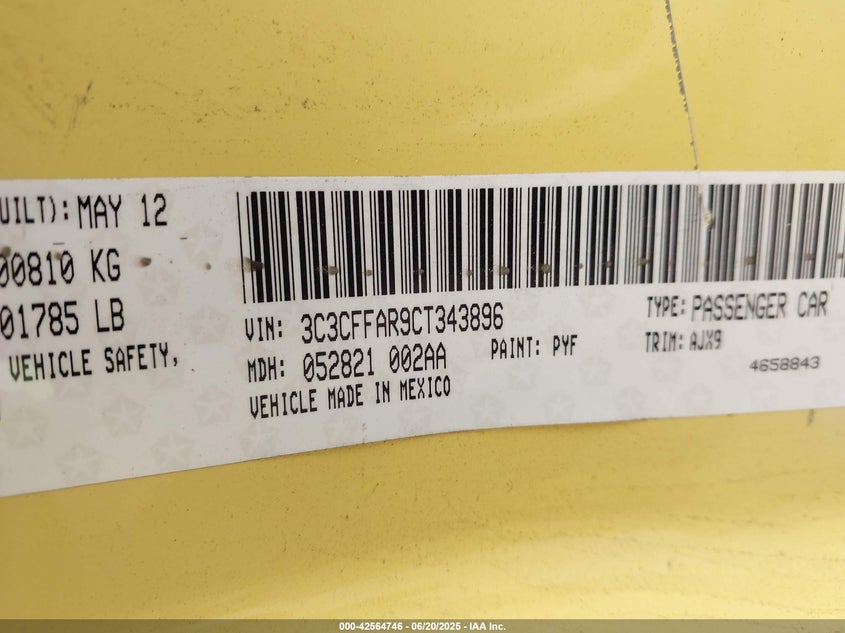 UILT): MAY 12
00810 KG
01785 LB
VEHICLE SAFETY,
VIN: 3C3CFFAR9CT343896
TYPE: PASSENGER CAR
MDH: 052821 002AA
PAINT: PYF
TRIM: AJX9
VEHICLE MADE IN MEXICO
4658843
000-42564746 - 06/20/2025 - IAA Inc.